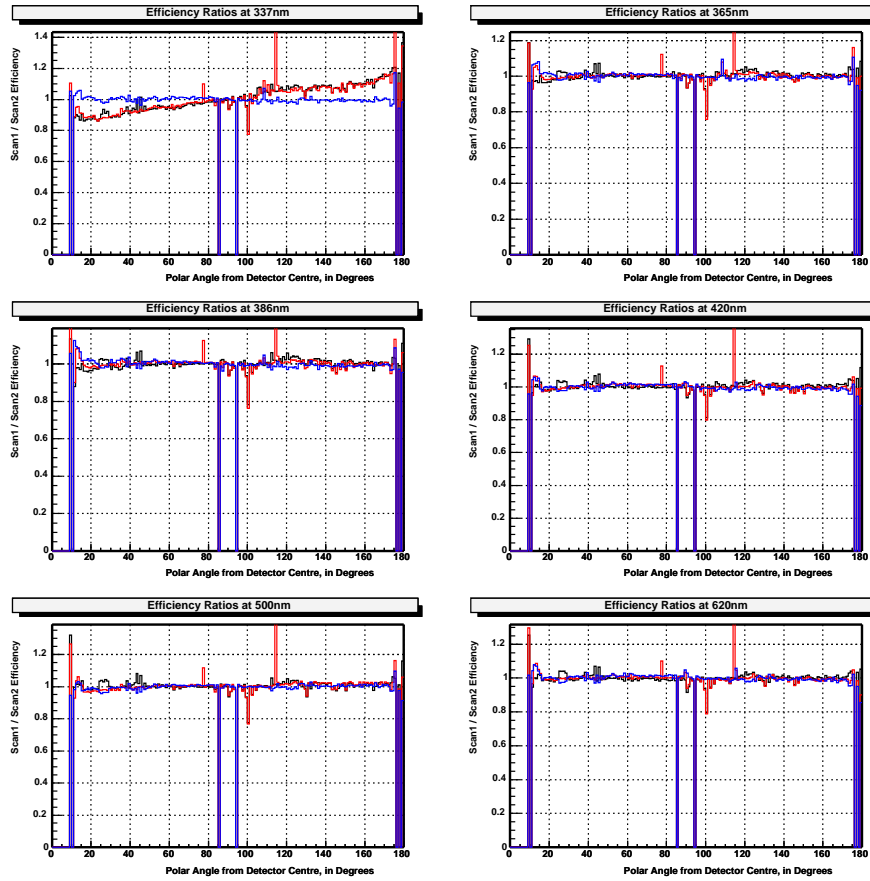 Efficiency Ratios at 337nm
Scan1 / Scan2 Efficiency
1.4
1.2
1
0.8
0.6
0.4
0.2
0
0 20 40 60 80 100 120 140 160 180
Polar Angle from Detector Centre, in Degrees
Efficiency Ratios at 365nm
Scan1 / Scan2 Efficiency
1.2
1
0.8
0.6
0.4
0.2
0
0 20 40 60 80 100 120 140 160 180
Polar Angle from Detector Centre, in Degrees
Efficiency Ratios at 386nm
Scan1 / Scan2 Efficiency
1
0.8
0.6
0.4
0.2
0
0 20 40 60 80 100 120 140 160 180
Polar Angle from Detector Centre, in Degrees
Efficiency Ratios at 420nm
Scan1 / Scan2 Efficiency
1.2
1
0.8
0.6
0.4
0.2
0
0 20 40 60 80 100 120 140 160 180
Polar Angle from Detector Centre, in Degrees
Efficiency Ratios at 500nm
Scan1 / Scan2 Efficiency
1.2
1
0.8
0.6
0.4
0.2
0
0 20 40 60 80 100 120 140 160 180
Polar Angle from Detector Centre, in Degrees
Efficiency Ratios at 620nm
Scan1 / Scan2 Efficiency
1.2
1
0.8
0.6
0.4
0.2
0
0 20 40 60 80 100 120 140 160 180
Polar Angle from Detector Centre, in Degrees